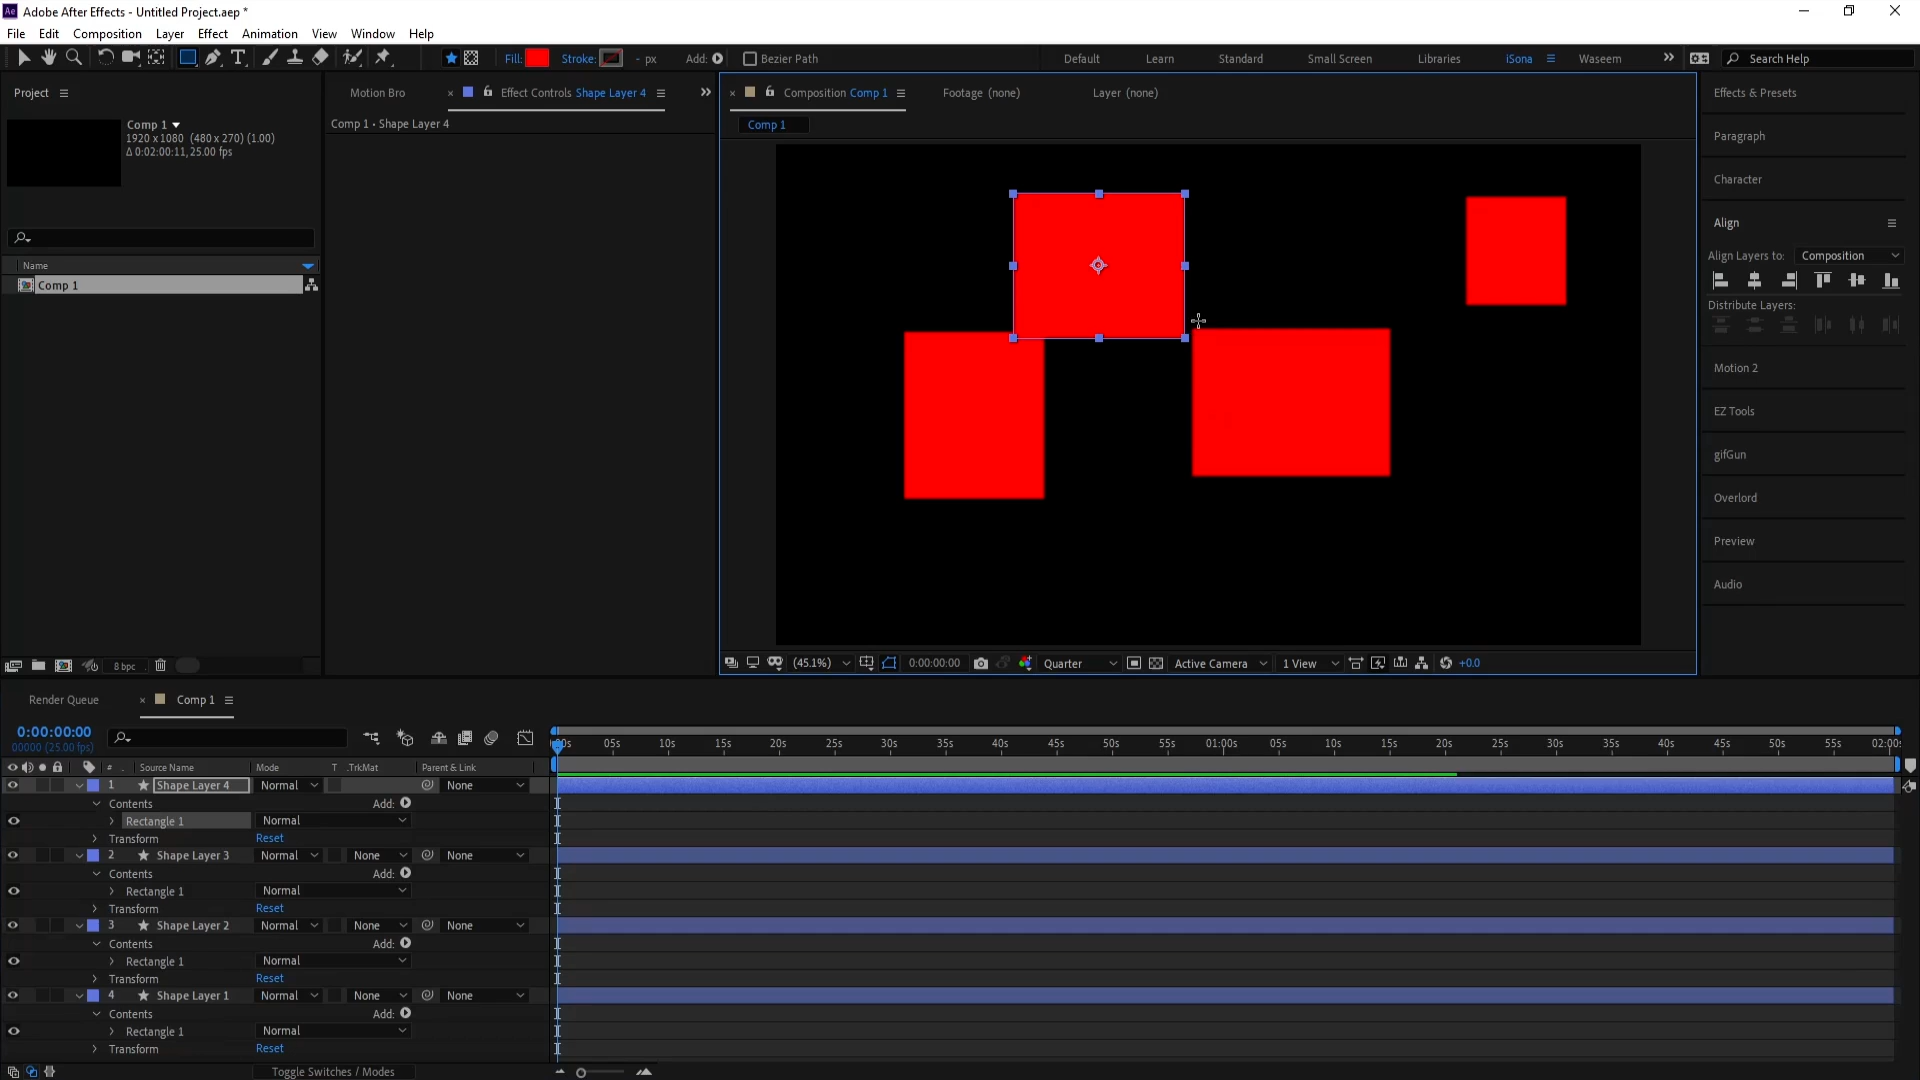 Adobe After Effects - Untitled Project.aep *
File Edit Composition Layer Effect Animation View Window Help
Fill: Stroke: - px Add: Bezier Path Default Learn Standard Small Screen Libraries iSona Waseem Search Help
Project Motion Bro Effect Controls Shape Layer 4 Composition Comp 1 Footage (none) Layer (none) Effects & Presets
Comp 1 • Shape Layer 4 Comp 1
Comp 1
1920 x 1080 (480 x 270) (1.00)
Δ 0:02:00:11, 25.00 fps
Paragraph
Character
Align
Align Layers to: Composition
Distribute Layers:
Name
Comp 1
Motion 2
EZ Tools
gifGun
Overlord
Preview
Audio
8 bpc (45.1%) 0:00:00:00 Quarter Active Camera 1 View +0.0
Render Queue Comp 1
0:00:00:00
00000 (25.00 fps)
00s 05s 10s 15s 20s 25s 30s 35s 40s 45s 50s 55s 01:00s 05s 10s 15s 20s 25s 30s 35s 40s 45s 50s 55s 02:00s
# Source Name Mode T .TrkMat Parent & Link
1 Shape Layer 4 Normal None
Contents Add:
Rectangle 1 Normal
Transform Reset
2 Shape Layer 3 Normal None None
Contents Add:
Rectangle 1 Normal
Transform Reset
3 Shape Layer 2 Normal None None
Contents Add:
Rectangle 1 Normal
Transform Reset
4 Shape Layer 1 Normal None None
Contents Add:
Rectangle 1 Normal
Transform Reset
Toggle Switches / Modes